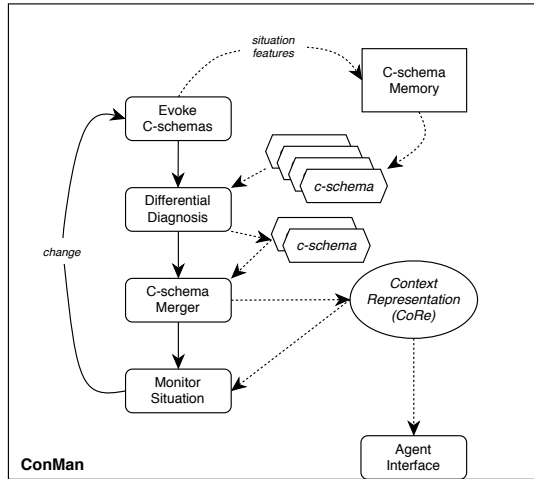 situation
features
C-schema
Memory
Evoke
C-schemas
c-schema
Differential
Diagnosis
c-schema
change
C-schema
Merger
Context
Representation
(CoRe)
Monitor
Situation
Agent
Interface
ConMan